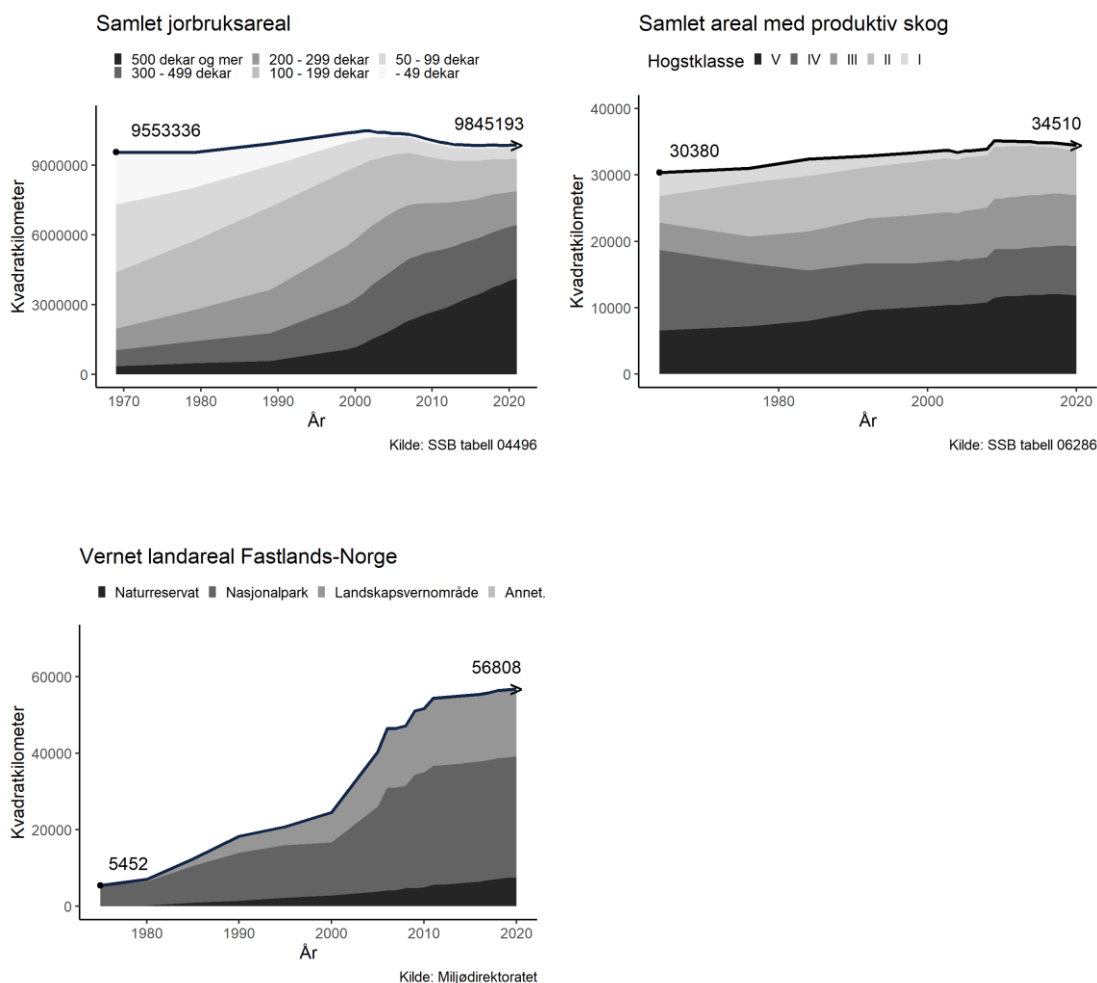 Samlet jorbruksareal
500 dekar og mer 200 - 299 dekar 50 - 99 dekar
300 - 499 dekar 100 - 199 dekar - 49 dekar
9553336
9845193
9000000
6000000
3000000
0
Kvadratkilometer
1970 1980 1990 2000 2010 2020
År
Kilde: SSB tabell 04496
Samlet areal med produktiv skog
Hogstklasse V IV III II I
40000
30380
34510
30000
20000
10000
0
Kvadratkilometer
1980 2000 2020
År
Kilde: SSB tabell 06286
Vernet landareal Fastlands-Norge
Naturreservat Nasjonalpark Landskapsvernområde Annet.
60000
56808
40000
20000
5452
0
Kvadratkilometer
1980 1990 2000 2010 2020
År
Kilde: Miljødirektoratet